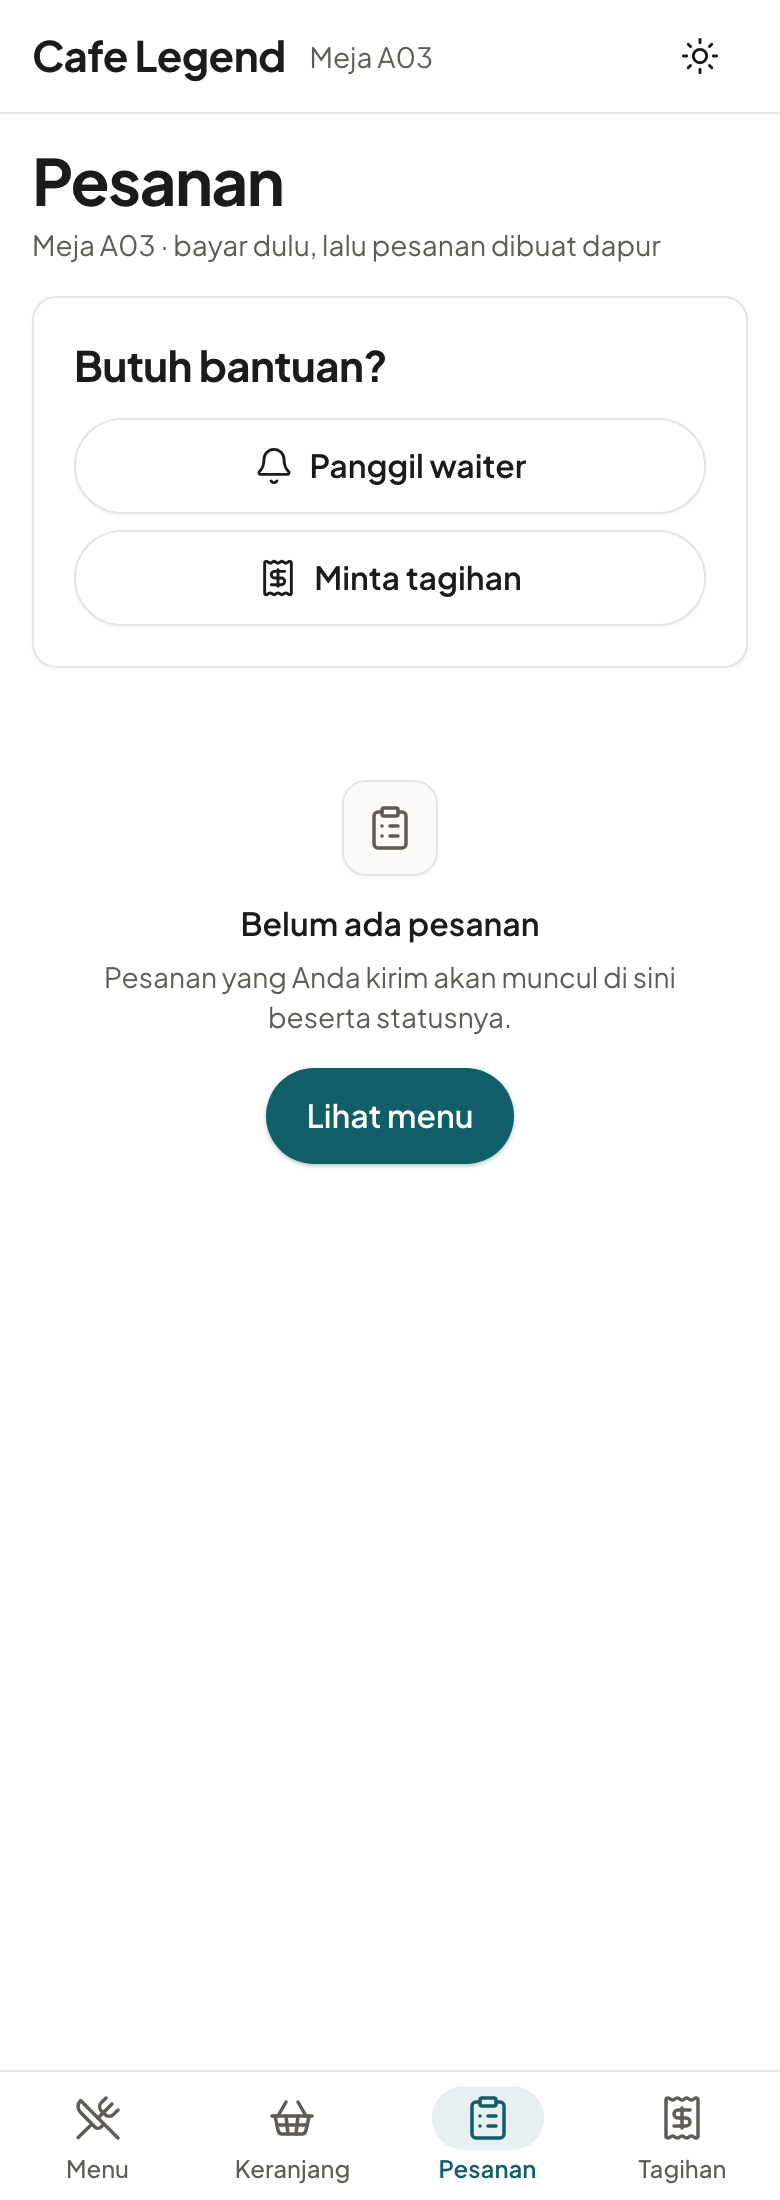 Cafe Legend Meja A03
Pesanan
Meja A03 · bayar dulu, lalu pesanan dibuat dapur
Butuh bantuan?
Panggil waiter
Minta tagihan
Belum ada pesanan
Pesanan yang Anda kirim akan muncul di sini
beserta statusnya.
Lihat menu
Menu Keranjang Pesanan Tagihan